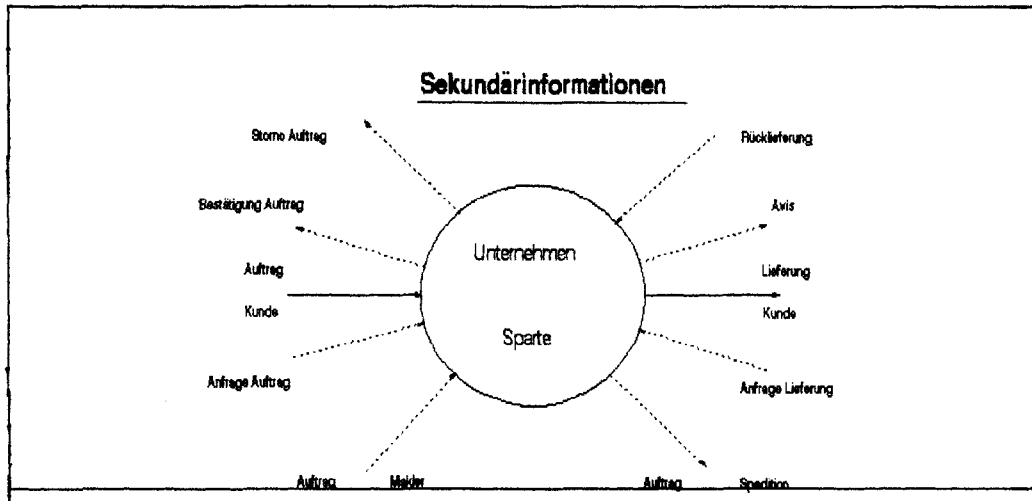 Sekundärinformationen
Storno Auftrag
Rücklieferung
Bestätigung Auftrag
Avis
Unternehmen
Auftrag
Lieferung
Kunde
Kunde
Sparte
Anfrage Auftrag
Anfrage Lieferung
Auftrag Makler Auftrag Spedition